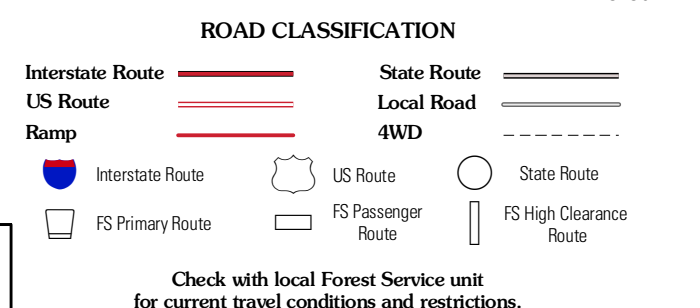 ROAD CLASSIFICATION
Interstate Route
State Route
US Route
Local Road
Ramp
4WD
Interstate Route
US Route
State Route
FS Primary Route
FS Passenger
Route
FS High Clearance
Route
Check with local Forest Service unit
for current travel conditions and restrictions.